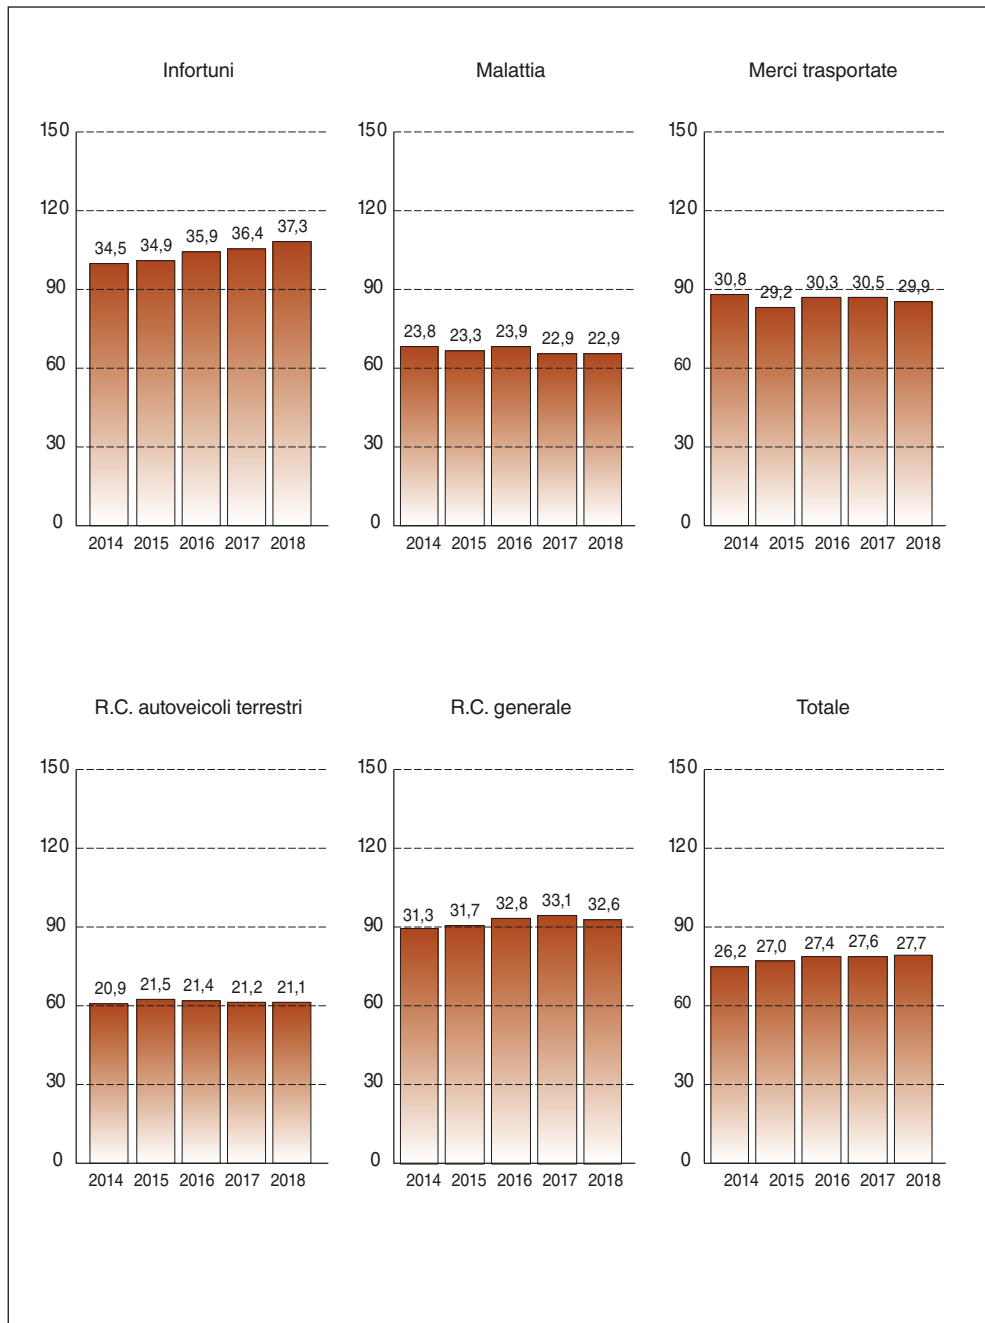 Infortuni
150
120
90
60
30
0
34,5 34,9 35,9 36,4 37,3
2014 2015 2016 2017 2018
Malattia
150
120
90
60
30
0
23,8 23,3 23,9 22,9 22,9
2014 2015 2016 2017 2018
Merci trasportate
150
120
90
60
30
0
30,8 29,2 30,3 30,5 29,9
2014 2015 2016 2017 2018
R.C. autoveicoli terrestri
150
120
90
60
30
0
20,9 21,5 21,4 21,2 21,1
2014 2015 2016 2017 2018
R.C. generale
150
120
90
60
30
0
31,3 31,7 32,8 33,1 32,6
2014 2015 2016 2017 2018
Totale
150
120
90
60
30
0
26,2 27,0 27,4 27,6 27,7
2014 2015 2016 2017 2018